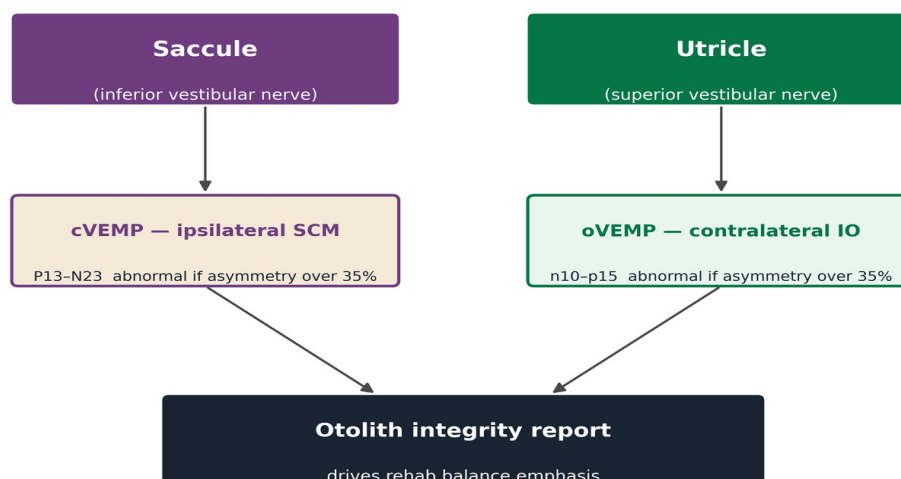 Saccule
(inferior vestibular nerve)
Utricle
(superior vestibular nerve)
cVEMP — ipsilateral SCM
P13–N23 abnormal if asymmetry over 35%
oVEMP — contralateral IO
n10–p15 abnormal if asymmetry over 35%
Otolith integrity report
drives rehab balance emphasis